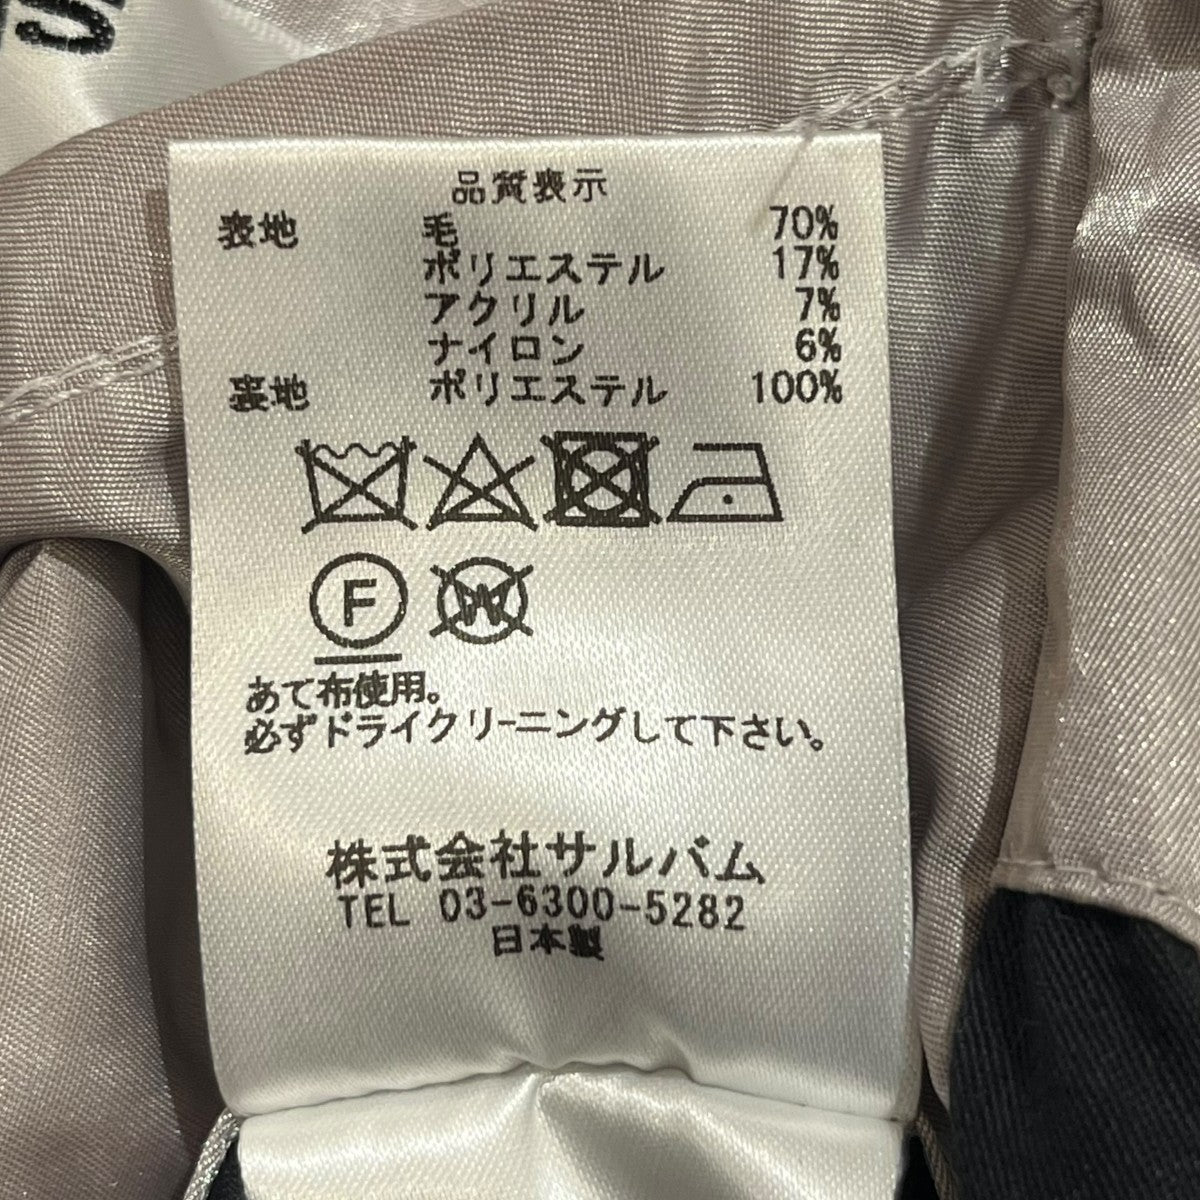 品質表示
表地 毛 70%
ポリエステル 17%
アクリル 7%
ナイロン 6%
裏地 ポリエステル 100%
F W
あて布使用。
必ずドライクリーニングして下さい。
株式会社サルバム
TEL 03-6300-5282
日本製